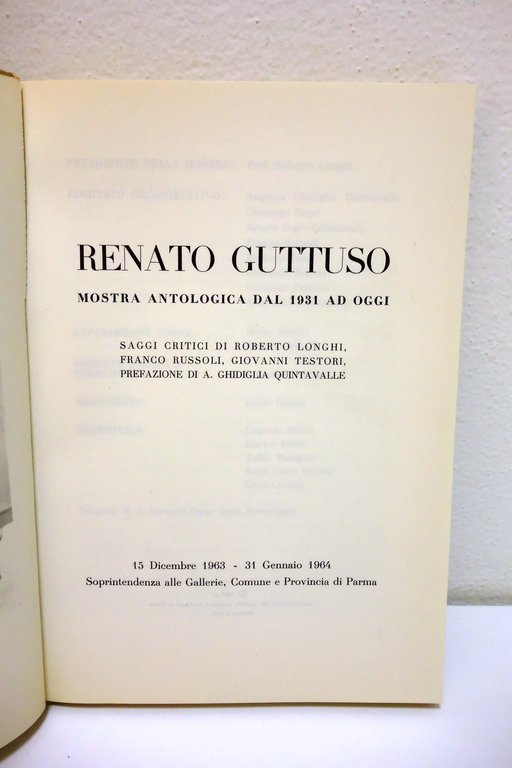 RENATO GUTTUSO
MOSTRA ANTOLOGICA DAL 1931 AD OGGI
SAGGI CRITICI DI ROBERTO LONGHI,
FRANCO RUSSOLI, GIOVANNI TESTORI,
PREFAZIONE DI A. GHIDIGLIA QUINTAVALLE
15 Dicembre 1963 - 31 Gennaio 1964
Soprintendenza alle Gallerie, Comune e Provincia di Parma